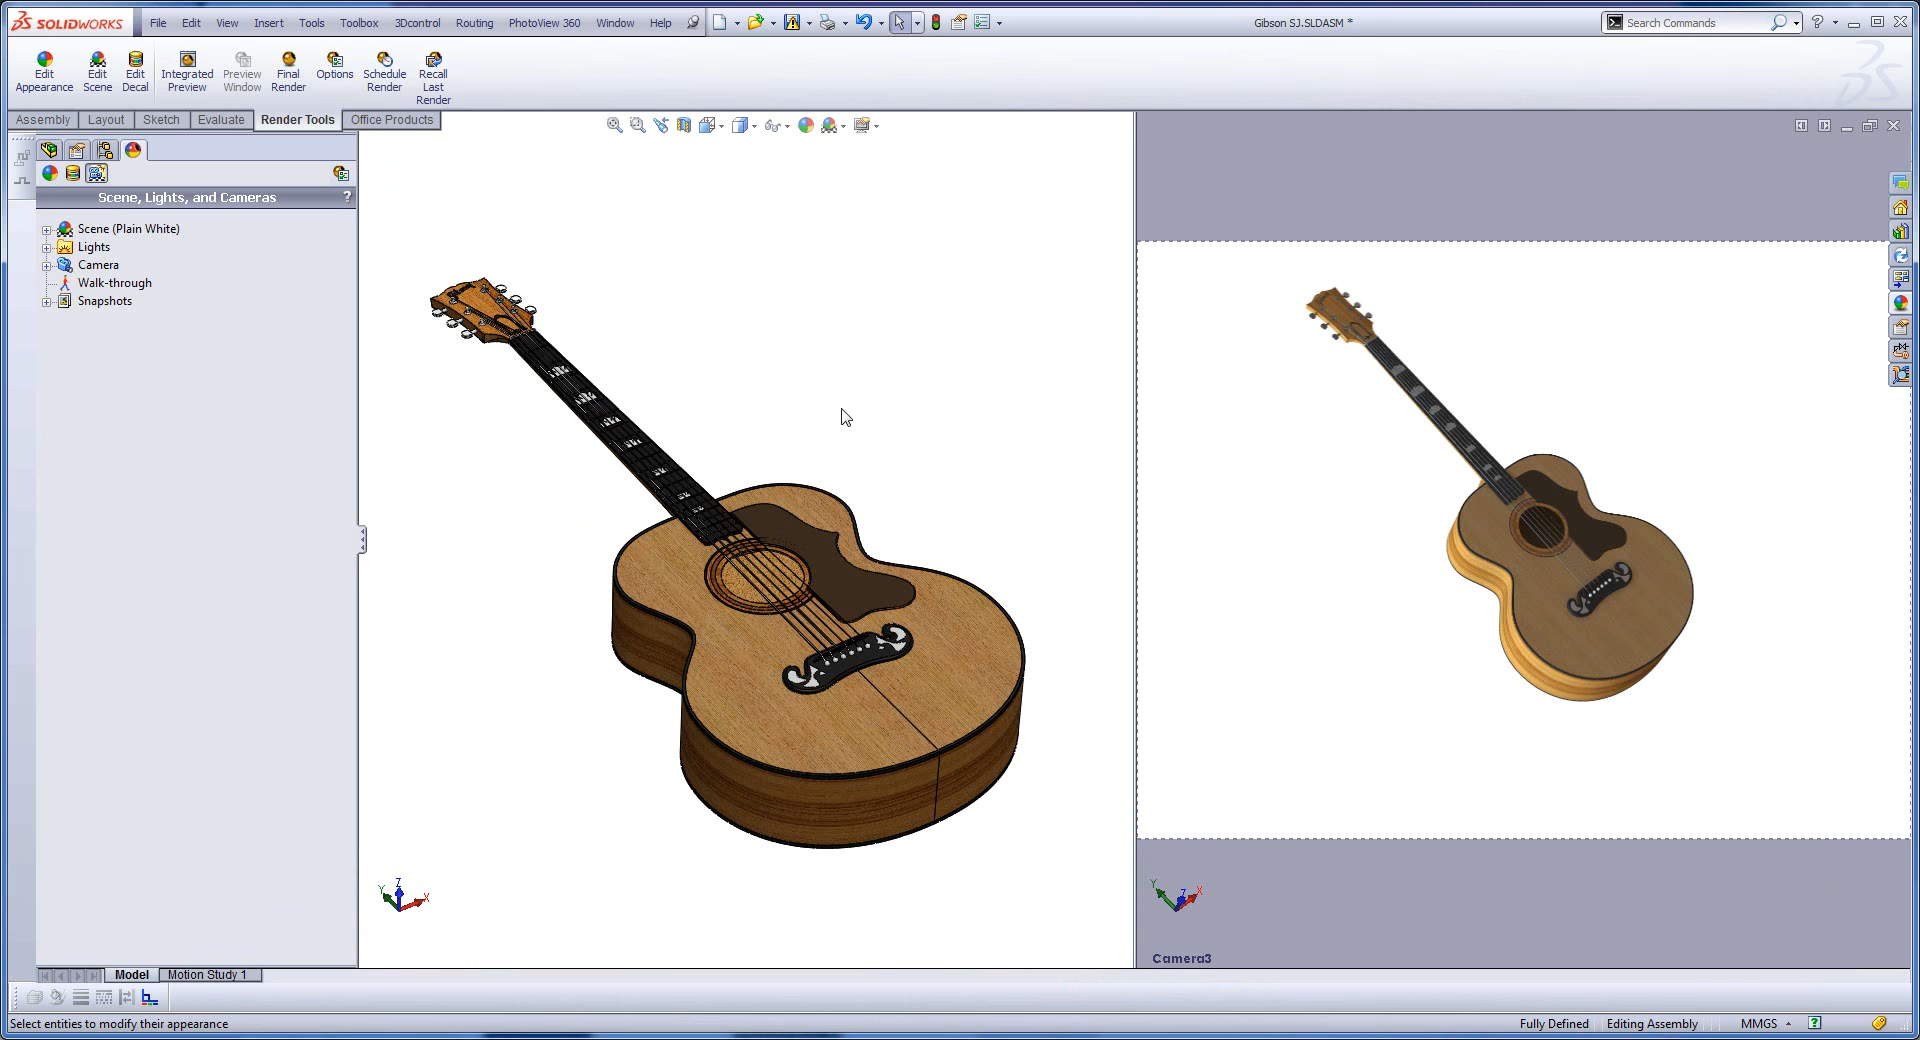 SOLIDWORKS File Edit View Insert Tools Toolbox 3Dcontrol Routing PhotoView 360 Window Help Gibson SJ.SLDASM * Search Commands ?
Edit Appearance
Edit Scene
Edit Decal
Integrated Preview
Preview Window
Final Render
Options
Schedule Render
Recall Last Render
Assembly Layout Sketch Evaluate Render Tools Office Products
Scene, Lights, and Cameras ?
Scene (Plain White)
Lights
Camera
Walk-through
Snapshots
Y Z X
Y Z X
Camera3
Model Motion Study 1
Select entities to modify their appearance Fully Defined Editing Assembly MMGS ?